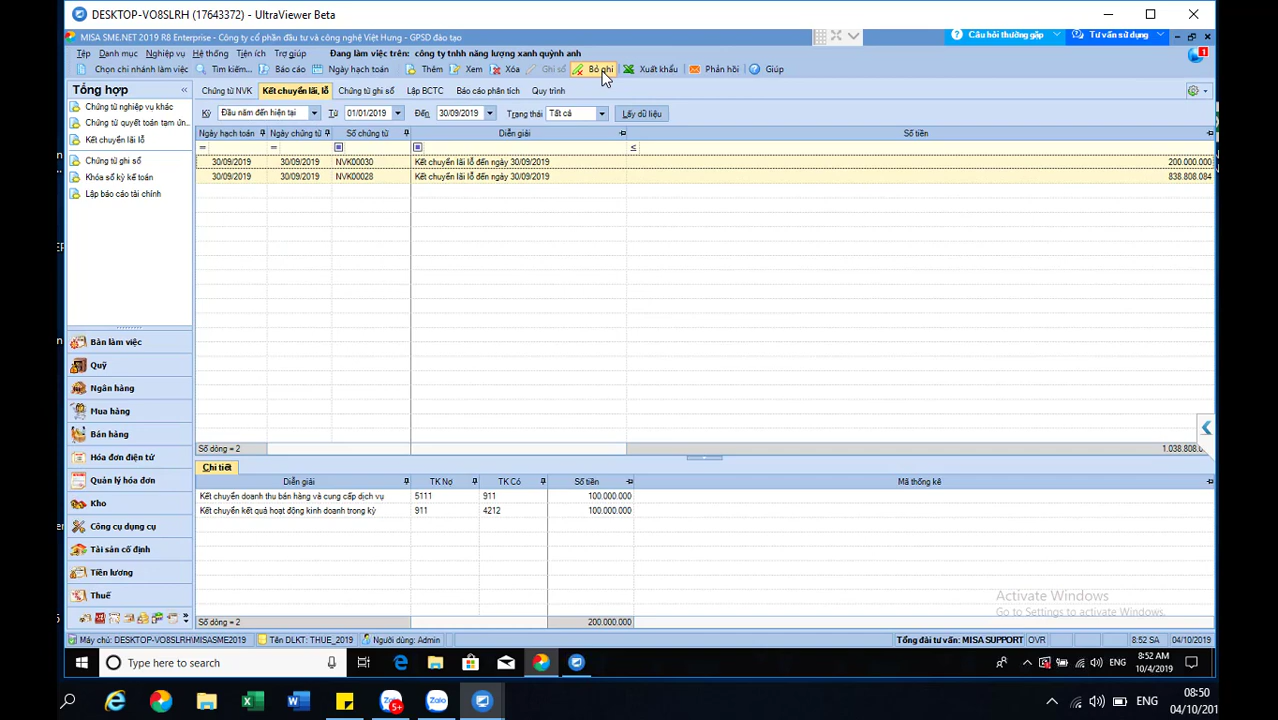 DESKTOP-VO8SLRH (17643372) - UltraViewer Beta
MISA SME.NET 2019 R8 Enterprise - Công ty cổ phần đầu tư và công nghệ Việt Hưng - GPSD đào tạo
Câu hỏi thường gặp
Tư vấn sử dụng
Tệp Danh mục Nghiệp vụ Hệ thống Tiện ích Trợ giúp Đang làm việc trên: công ty tnhh năng lượng xanh quỳnh anh
1
Chọn chi nhánh làm việc Tìm kiếm... Báo cáo Ngày hạch toán Thêm Xem Xóa Ghi sổ Bỏ ghi Xuất khẩu Phản hồi Giúp
Tổng hợp
Chứng từ NVK Kết chuyển lãi, lỗ Chứng từ ghi sổ Lập BCTC Báo cáo phân tích Quy trình
Chứng từ nghiệp vụ khác
Chứng từ quyết toán tạm ứn...
Kết chuyển lãi lỗ
Chứng từ ghi sổ
Khóa sổ kỳ kế toán
Lập báo cáo tài chính
Kỳ Đầu năm đến hiện tại Từ 01/01/2019 Đến 30/09/2019 Trạng thái Tất cả Lấy dữ liệu
Ngày hạch toán Ngày chứng từ Số chứng từ Diễn giải Số tiền
= = ≤
30/09/2019 30/09/2019 NVK00030 Kết chuyển lãi lỗ đến ngày 30/09/2019 200.000.000
30/09/2019 30/09/2019 NVK00028 Kết chuyển lãi lỗ đến ngày 30/09/2019 838.808.084
Số dòng = 2
Bàn làm việc
Quỹ
Ngân hàng
Mua hàng
Bán hàng
Hóa đơn điện tử
Quản lý hóa đơn
Kho
Công cụ dụng cụ
Tài sản cố định
Tiền lương
Thuế
Chi tiết
Diễn giải TK Nợ TK Có Số tiền Mã thống kê
Kết chuyển doanh thu bán hàng và cung cấp dịch vụ 5111 911 100.000.000
Kết chuyển kết quả hoạt động kinh doanh trong kỳ 911 4212 100.000.000
Số dòng = 2 200.000.000
Activate Windows
Go to Settings to activate Windows.
Máy chủ: DESKTOP-VO8SLRH\MISASME2019 Tên DLKT: THUE_2019 Người dùng: Admin Tổng đài tư vấn: MISA SUPPORT OVR 8:52 SA 04/10/2019
Type here to search
ENG
8:52 AM
10/4/2019
5+
ENG
08:50
04/10/201